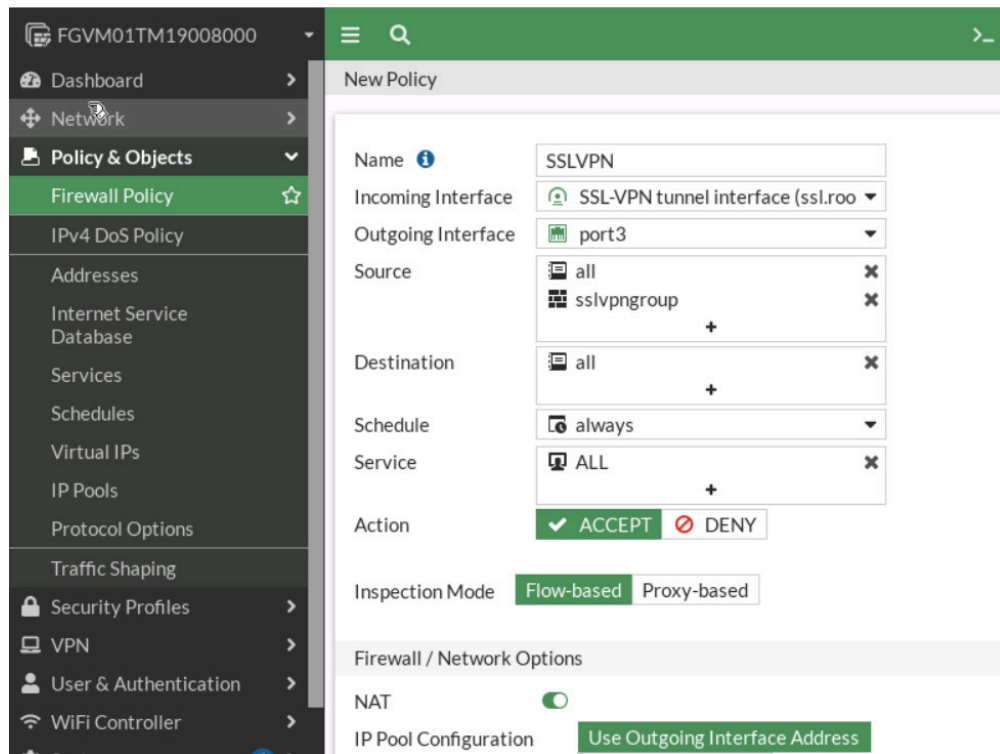 FGVM01TM19008000
Dashboard
Network
Policy & Objects
Firewall Policy
IPv4 DoS Policy
Addresses
Internet Service
Database
Services
Schedules
Virtual IPs
IP Pools
Protocol Options
Traffic Shaping
Security Profiles
VPN
User & Authentication
WiFi Controller
New Policy
Name
SSLVPN
Incoming Interface
SSL-VPN tunnel interface (ssl.roo
Outgoing Interface
port3
Source
all
sslvpngroup
+
Destination
all
+
Schedule
always
Service
ALL
+
Action
ACCEPT
DENY
Inspection Mode
Flow-based
Proxy-based
Firewall / Network Options
NAT
IP Pool Configuration
Use Outgoing Interface Address